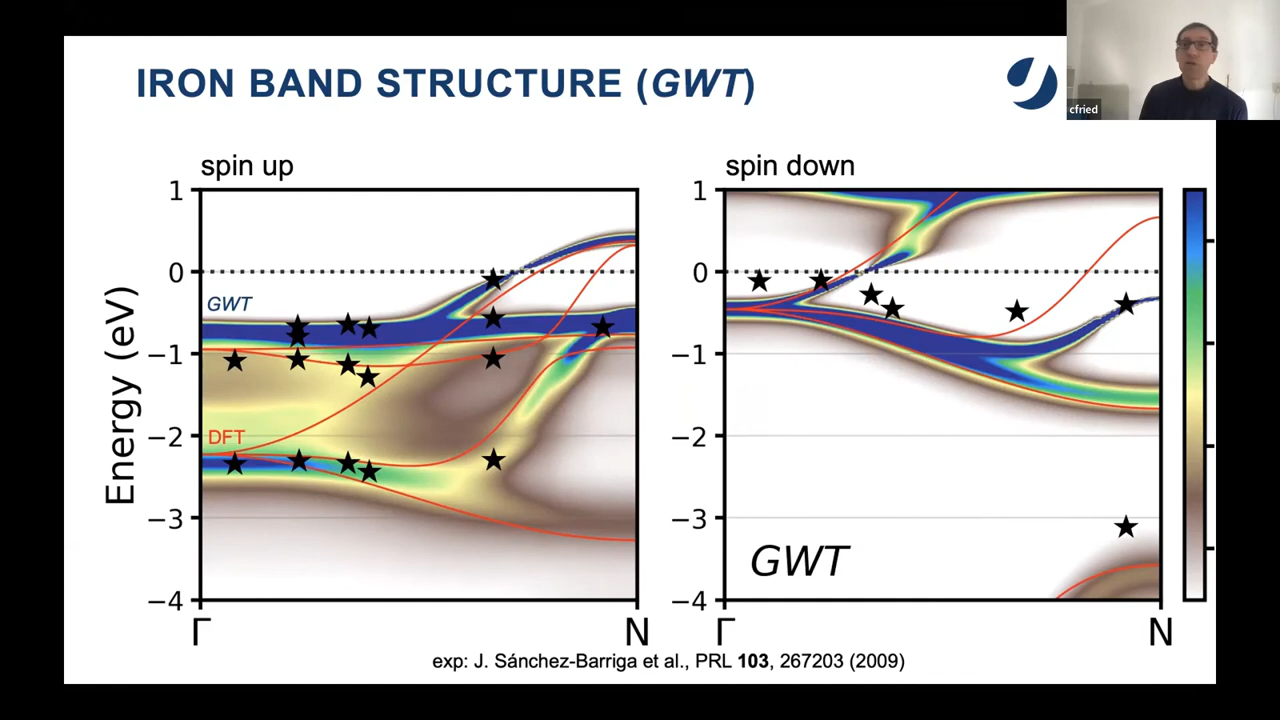 IRON BAND STRUCTURE (GWT)
cfried
spin up
spin down
1
0
−1
−2
−3
−4
Energy (eV)
GWT
DFT
Γ
N
1
0
−1
−2
−3
−4
GWT
Γ
N
exp: J. Sánchez-Barriga et al., PRL 103, 267203 (2009)